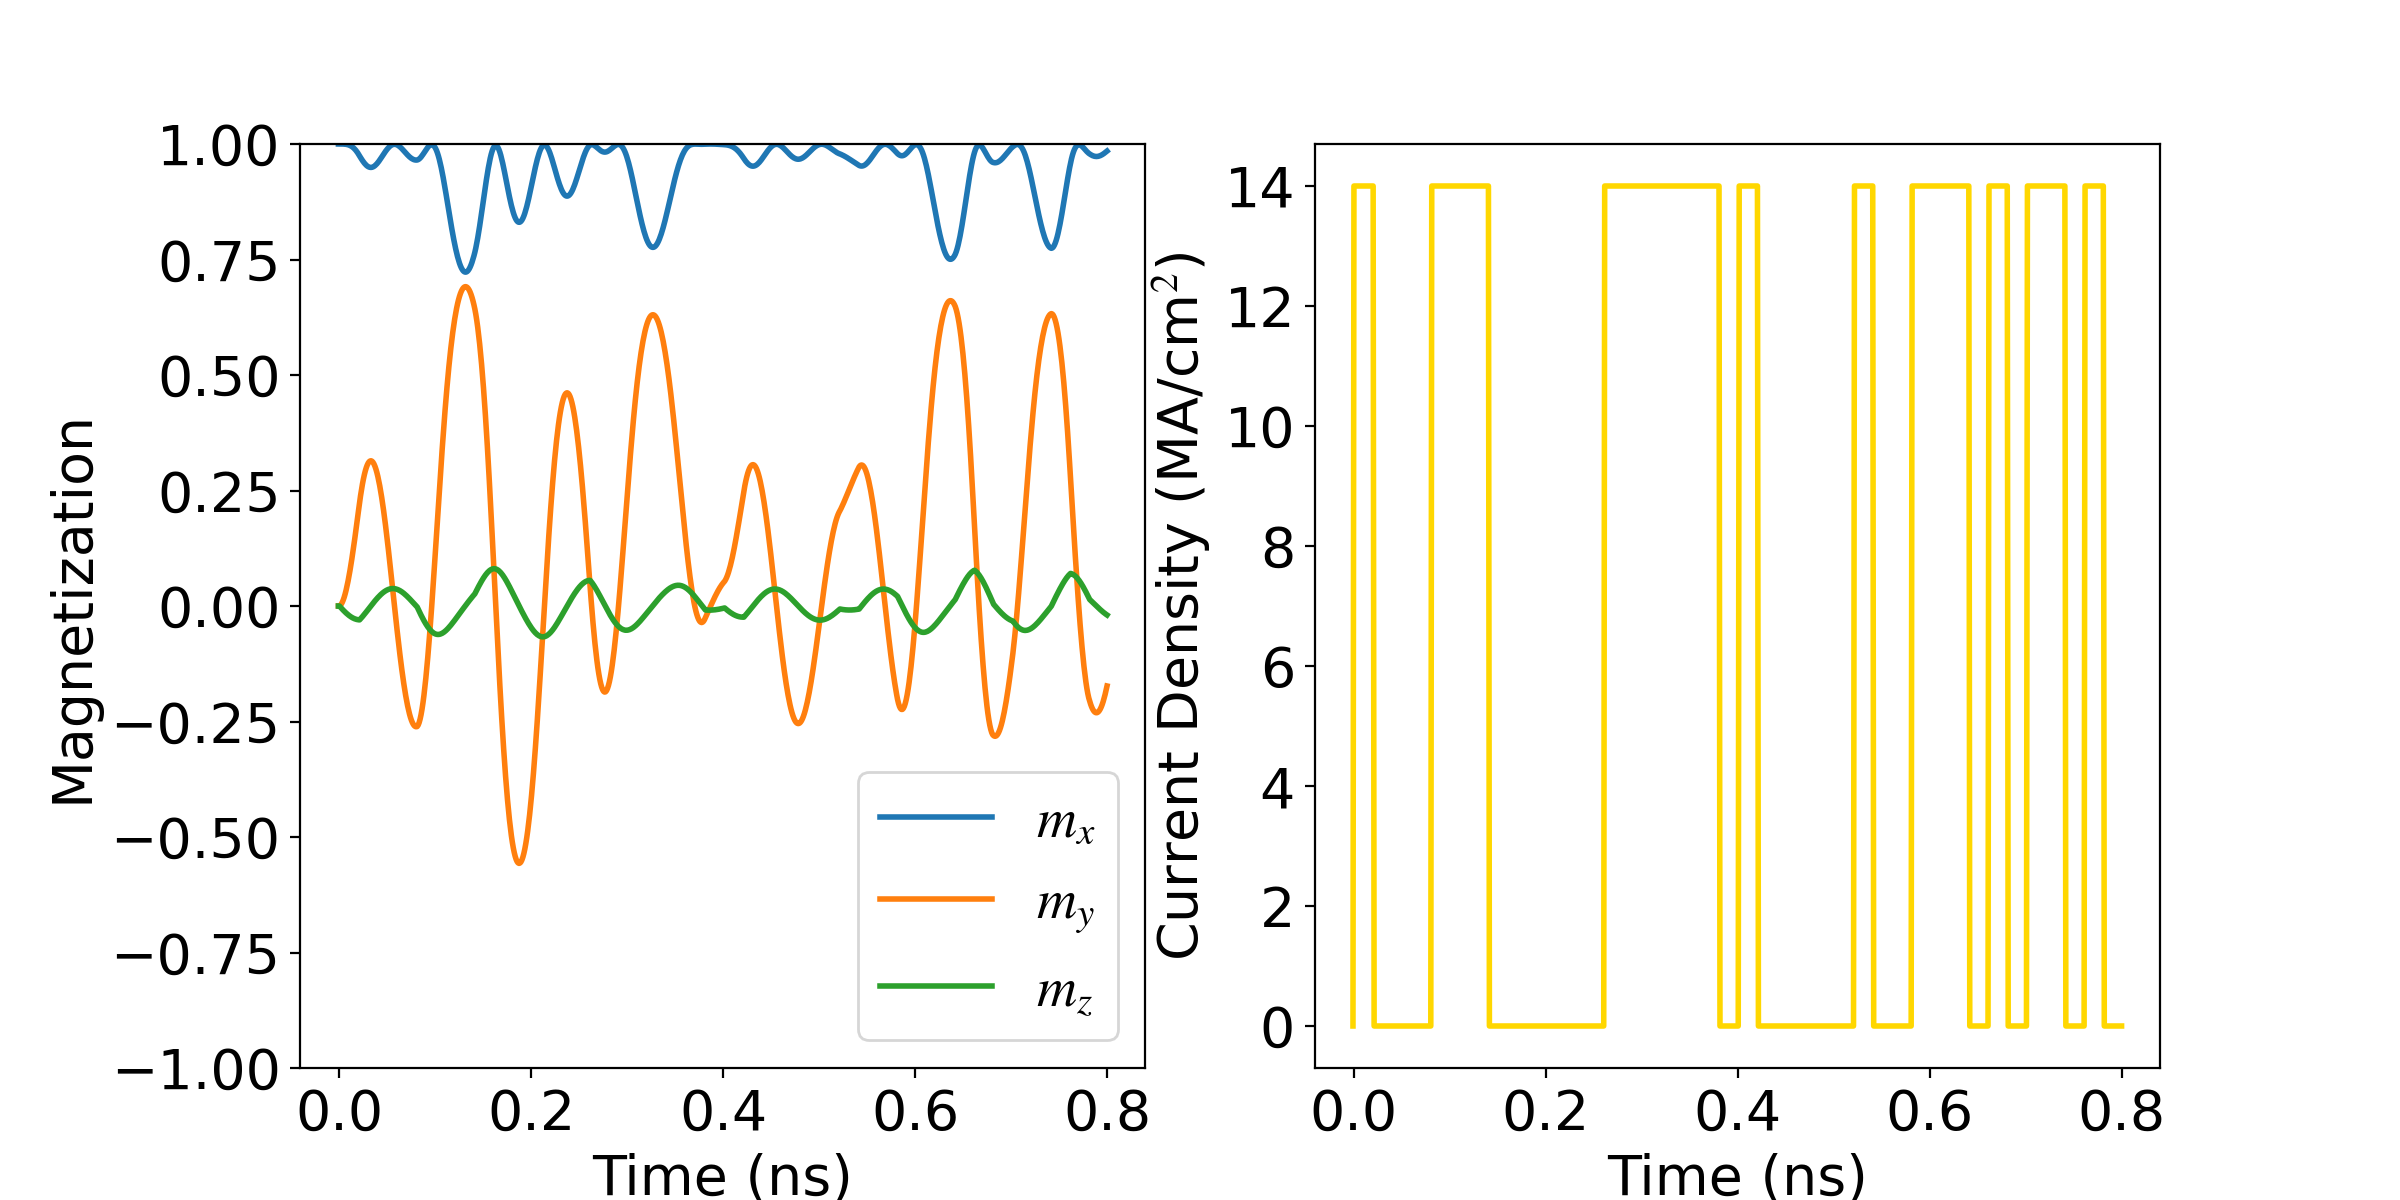 1.00
0.75
0.50
0.25
0.00
−0.25
−0.50
−0.75
−1.00
Magnetization
0.0 0.2 0.4 0.6 0.8
Time (ns)
m_x
m_y
m_z
14
12
10
8
6
4
2
0
Current Density (MA/cm²)
0.0 0.2 0.4 0.6 0.8
Time (ns)